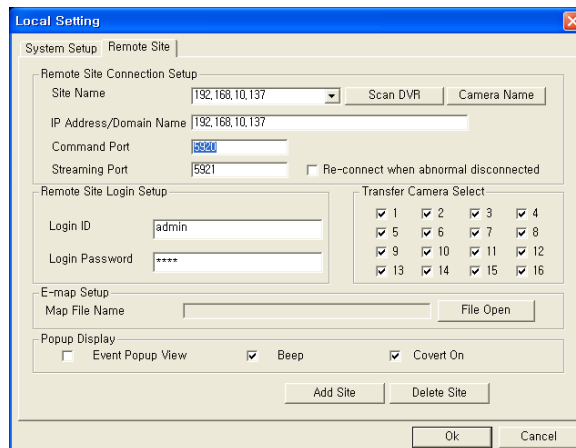 Local Setting
System Setup Remote Site
Remote Site Connection Setup
Site Name 192,168,10,137 Scan DVR Camera Name
IP Address/Domain Name 192,168,10,137
Command Port 5920
Streaming Port 5921 Re-connect when abnormal disconnected
Remote Site Login Setup Transfer Camera Select
1 2 3 4
Login ID admin
5 6 7 8
9 10 11 12
Login Password ****
13 14 15 16
E-map Setup
Map File Name File Open
Popup Display
Event Popup View Beep Covert On
Add Site Delete Site
Ok Cancel